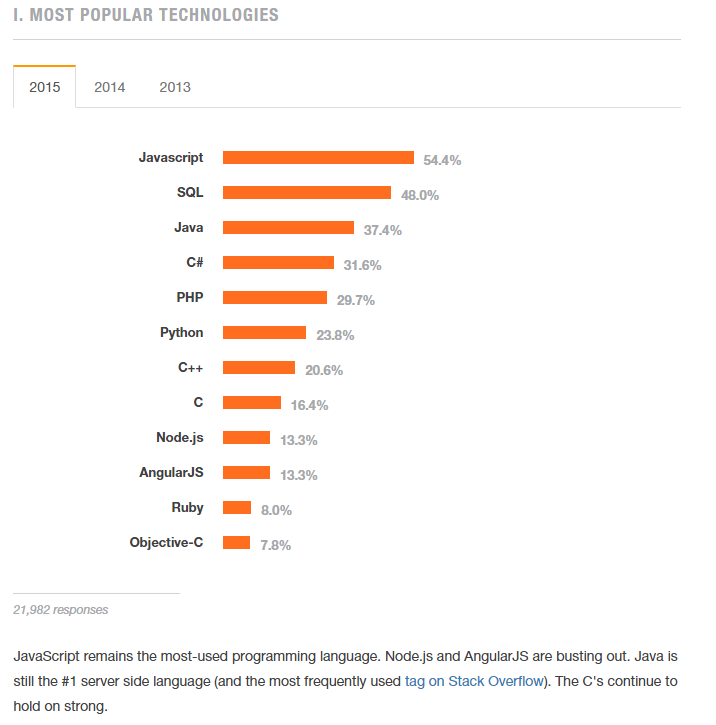 I. MOST POPULAR TECHNOLOGIES
2015 2014 2013
Javascript 54.4%
SQL 48.0%
Java 37.4%
C# 31.6%
PHP 29.7%
Python 23.8%
C++ 20.6%
C 16.4%
Node.js 13.3%
AngularJS 13.3%
Ruby 8.0%
Objective-C 7.8%
21,982 responses
JavaScript remains the most-used programming language. Node.js and AngularJS are busting out. Java is
still the #1 server side language (and the most frequently used tag on Stack Overflow). The C's continue to
hold on strong.